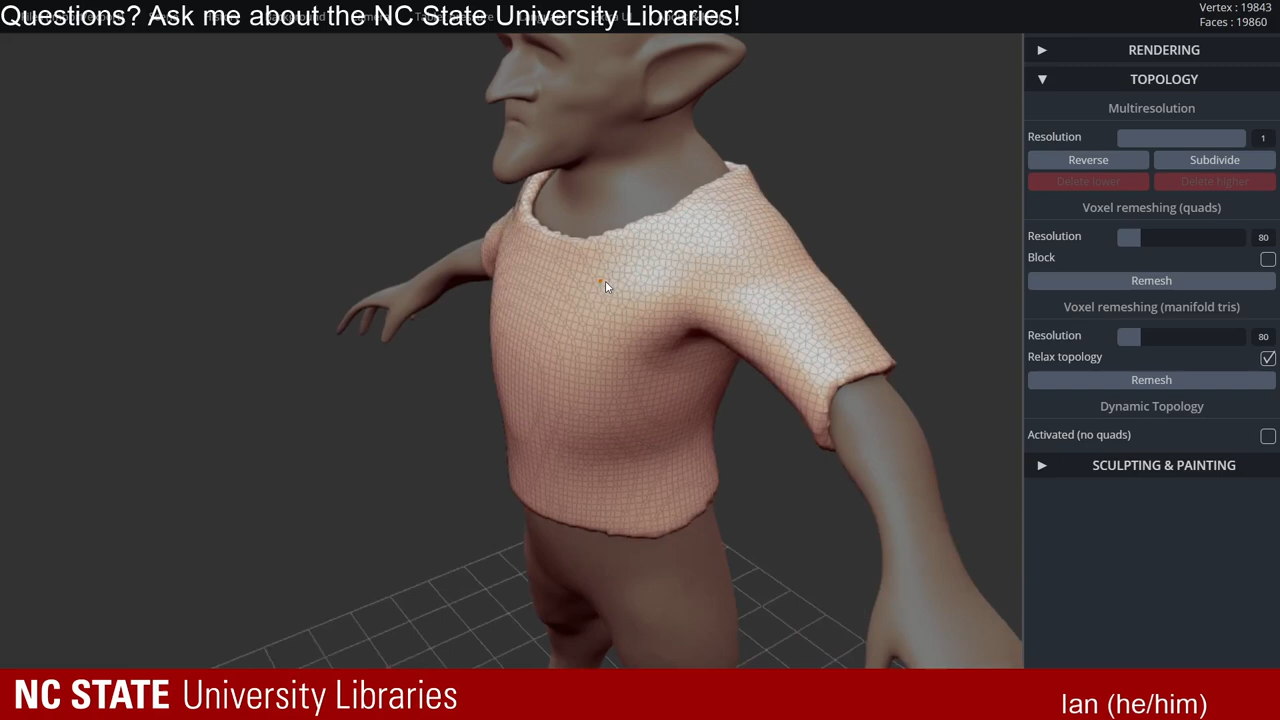 Questions? Ask me about the NC State University Libraries!
Vertex : 19843
Faces : 19860
RENDERING
TOPOLOGY
Multiresolution
Resolution 1
Reverse Subdivide
Delete lower Delete higher
Voxel remeshing (quads)
Resolution 80
Block
Remesh
Voxel remeshing (manifold tris)
Resolution 80
Relax topology
Remesh
Dynamic Topology
Activated (no quads)
SCULPTING & PAINTING
NC STATE University Libraries
Ian (he/him)